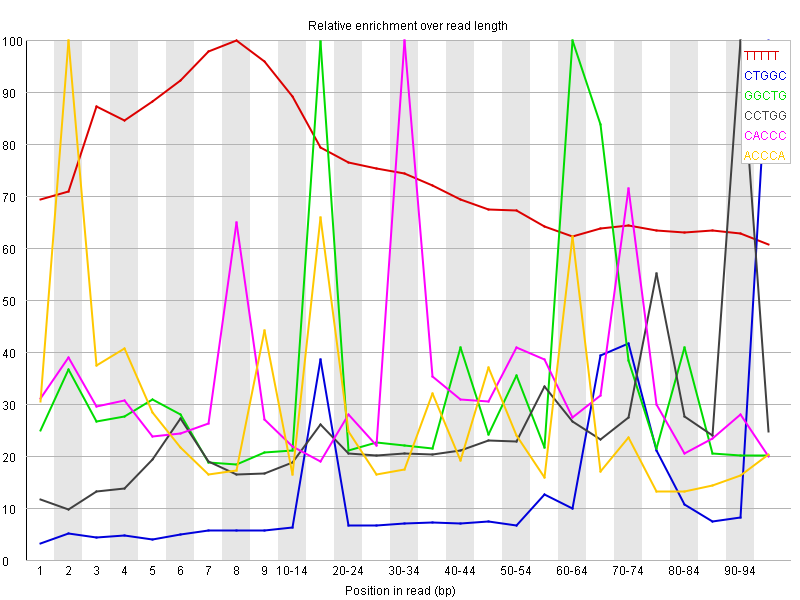 Relative enrichment over read length
100
90
80
70
60
50
40
30
20
10
0
TTTTT
CTGGC
GGCTG
CCTGG
CACCC
ACCCA
1 2 3 4 5 6 7 8 9 10-14 20-24 30-34 40-44 50-54 60-64 70-74 80-84 90-94
Position in read (bp)